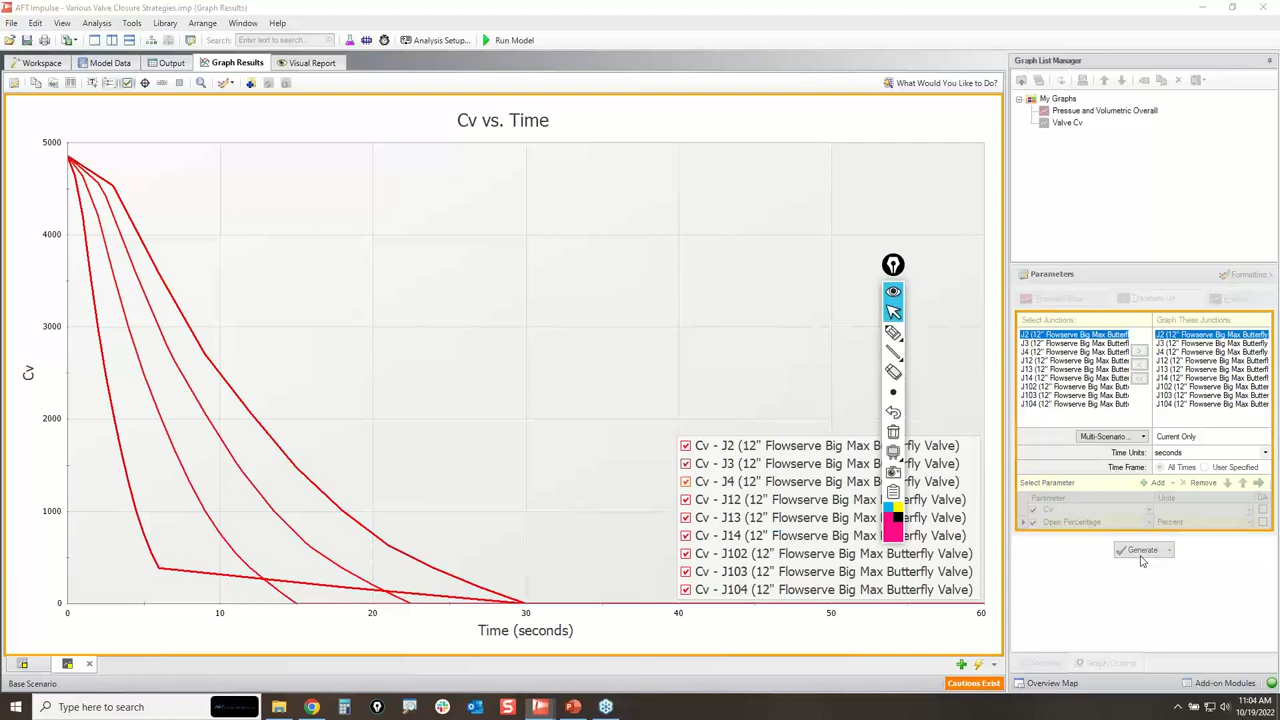 AFT Impulse - Various Valve Closure Strategies.imp (Graph Results)
File Edit View Analysis Tools Library Arrange Window Help
Search: Enter text to search... Analysis Setup... Run Model
Workspace Model Data Output Graph Results Visual Report
What Would You Like to Do?
Cv vs. Time
5000
4000
3000
2000
1000
0
Cv
0 10 20 30 40 50 60
Time (seconds)
Cv - J2 (12" Flowserve Big Max Butterfly Valve)
Cv - J3 (12" Flowserve Big Max Butterfly Valve)
Cv - J4 (12" Flowserve Big Max Butterfly Valve)
Cv - J12 (12" Flowserve Big Max Butterfly Valve)
Cv - J13 (12" Flowserve Big Max Butterfly Valve)
Cv - J14 (12" Flowserve Big Max Butterfly Valve)
Cv - J102 (12" Flowserve Big Max Butterfly Valve)
Cv - J103 (12" Flowserve Big Max Butterfly Valve)
Cv - J104 (12" Flowserve Big Max Butterfly Valve)
Graph List Manager
My Graphs
Pressue and Volumetric Overall
Valve Cv
Parameters Formatting >
Select Junctions: Graph These Junctions:
J2 (12" Flowserve Big Max Butterfl J2 (12" Flowserve Big Max Butterfly
J3 (12" Flowserve Big Max Butterfl J3 (12" Flowserve Big Max Butterfly
J4 (12" Flowserve Big Max Butterfl J4 (12" Flowserve Big Max Butterfly
J12 (12" Flowserve Big Max Butterf J12 (12" Flowserve Big Max Butterfl
J13 (12" Flowserve Big Max Butterf J13 (12" Flowserve Big Max Butterfl
J14 (12" Flowserve Big Max Butterf J14 (12" Flowserve Big Max Butterfl
J102 (12" Flowserve Big Max Butte J102 (12" Flowserve Big Max Butter
J103 (12" Flowserve Big Max Butte J103 (12" Flowserve Big Max Butter
J104 (12" Flowserve Big Max Butte J104 (12" Flowserve Big Max Butter
Multi-Scenario... Current Only
Time Units: seconds
Time Frame: All Times User Specified
Select Parameter Add Remove
Parameter Units
Cv
Open Percentage Percent
Generate
Graph Control
Base Scenario Cautions Exist Overview Map Add-on Modules
Type here to search
11:04 AM
10/19/2022